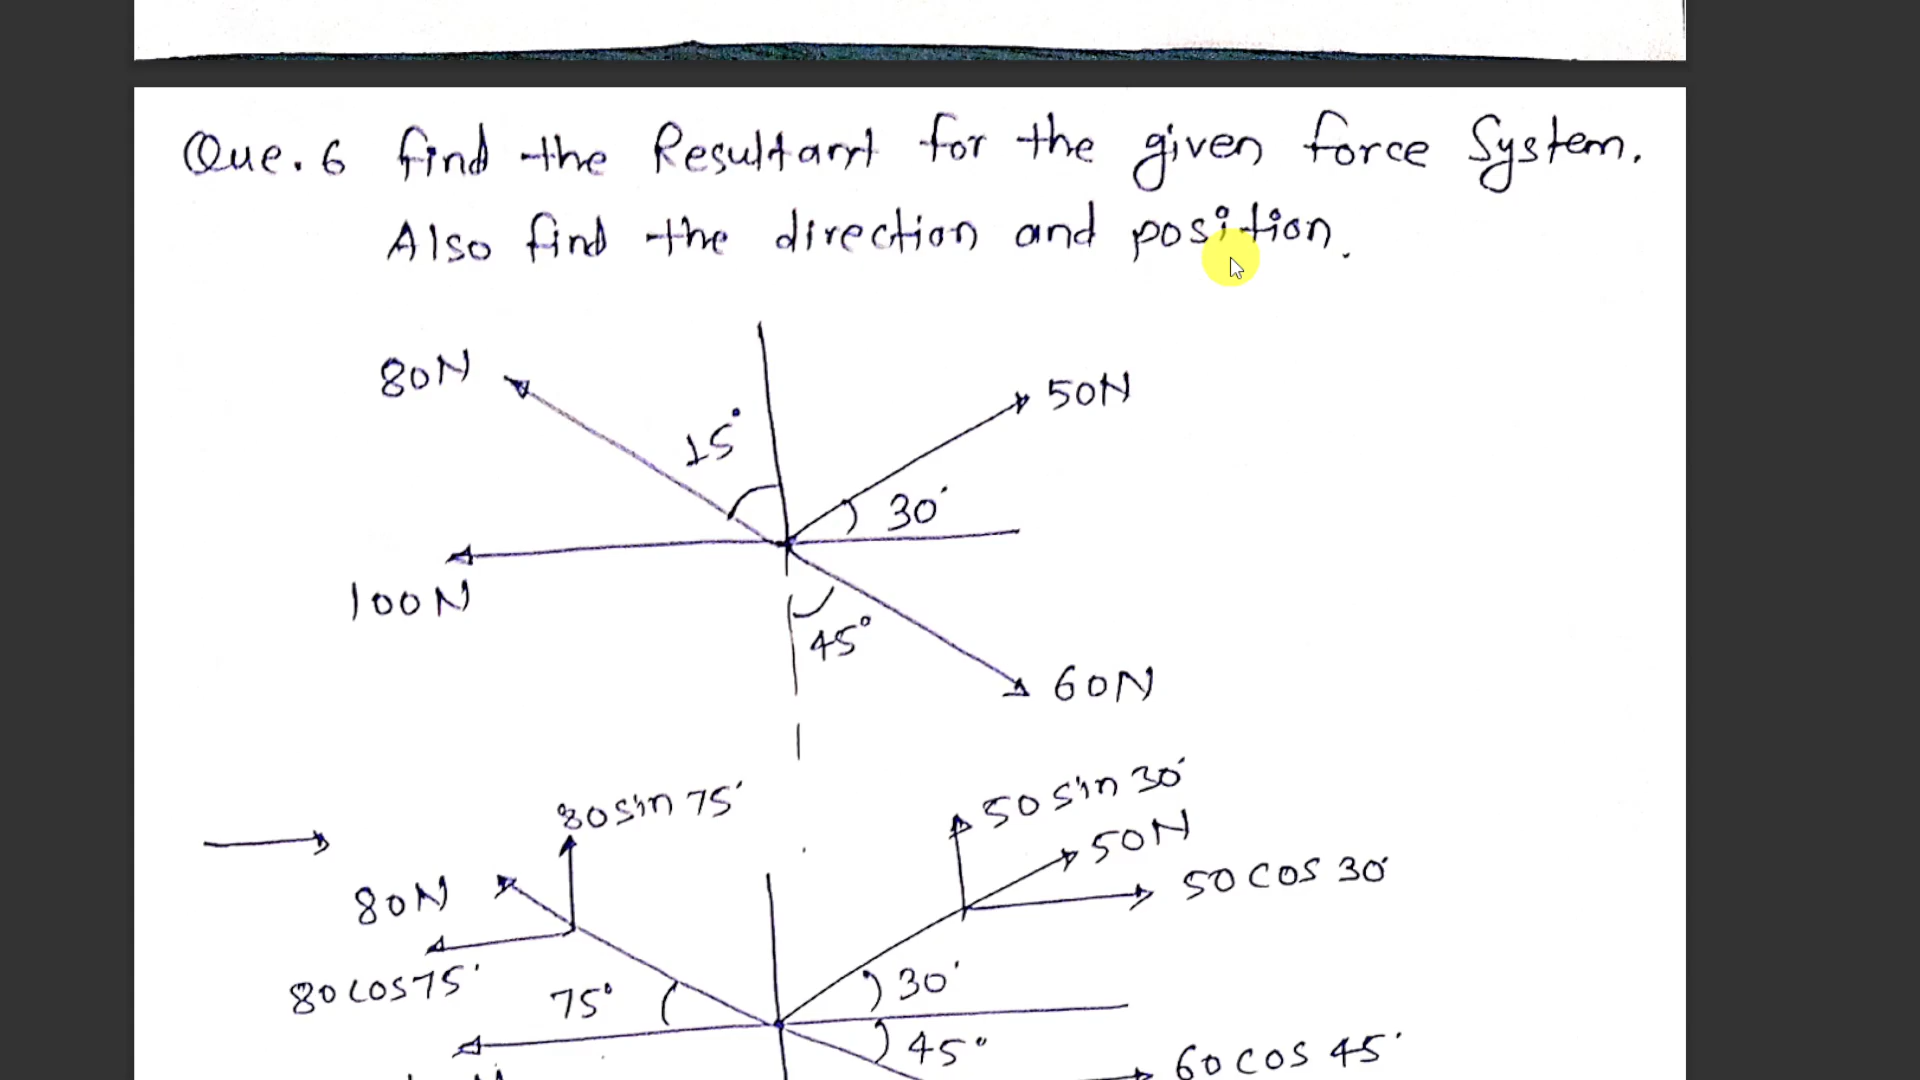 Que. 6 find the Resultant for the given force System.
Also find the direction and position.
80N
50N
15°
30°
100N
45°
60N
80 sin 75°
50 sin 30°
50N
80N
50 cos 30°
80 cos 75°
75°
30°
45°
60 cos 45°